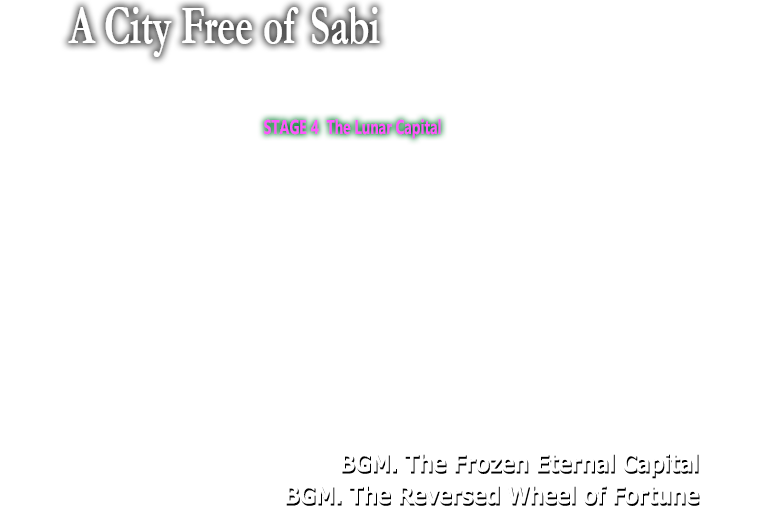 A City Free of Sabi
STAGE 4 The Lunar Capital
BGM. The Frozen Eternal Capital
BGM. The Reversed Wheel of Fortune